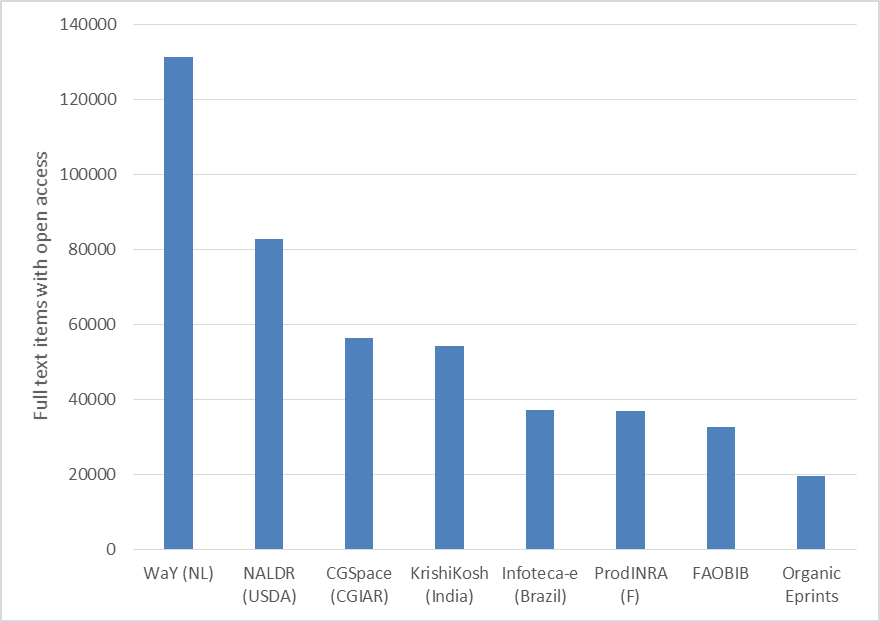 Full text items with open access
140000
120000
100000
80000
60000
40000
20000
0
WaY (NL)
NALDR
(USDA)
CGSpace
(CGIAR)
KrishiKosh
(India)
Infoteca-e
(Brazil)
ProdINRA
(F)
FAOBIB
Organic
Eprints